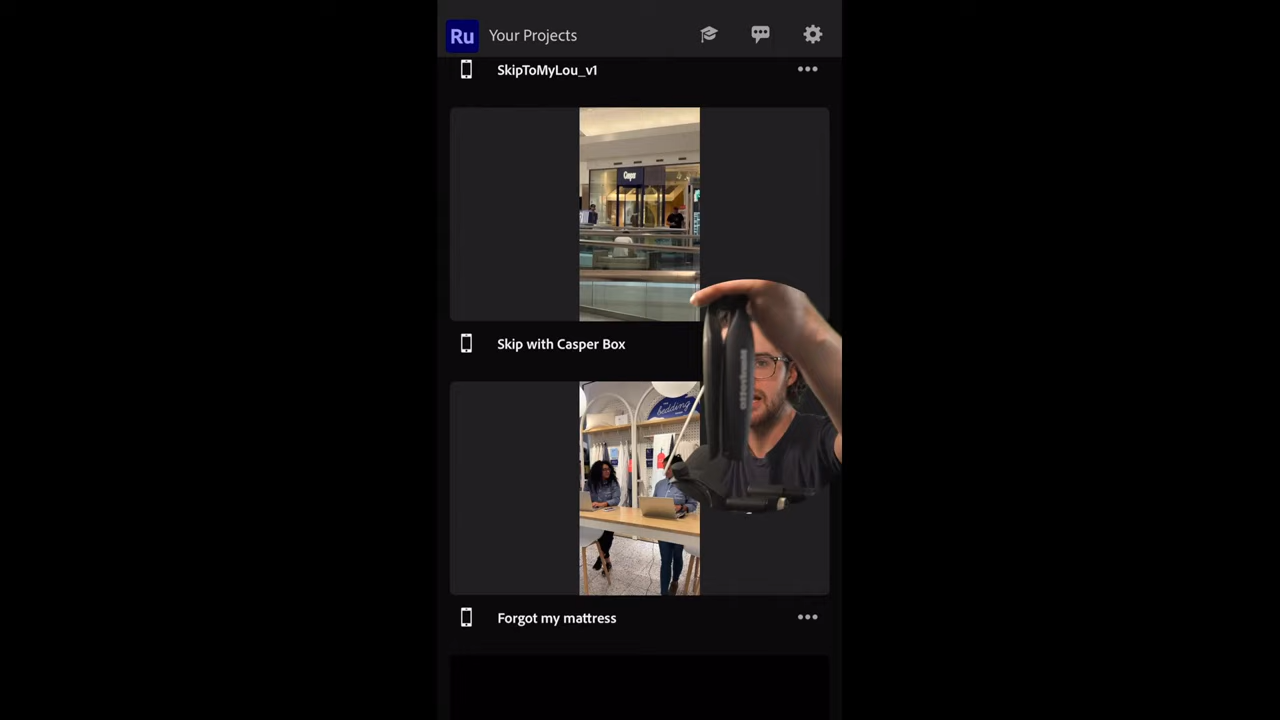 Ru Your Projects
SkipToMyLou_v1
Casper
Skip with Casper Box
bedding
Forgot my mattress